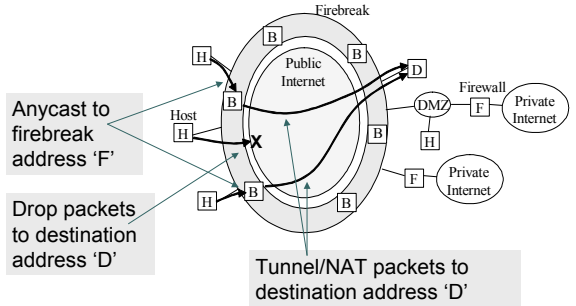 Firebreak
B
H
B
Public
Internet
D
B
Firewall
Anycast to
firebreak
address ‘F’
Host
H
X
B
DMZ
F
Private
Internet
H
Drop packets
to destination
address ‘D’
H
B
B
F
Private
Internet
Tunnel/NAT packets to
destination address ‘D’